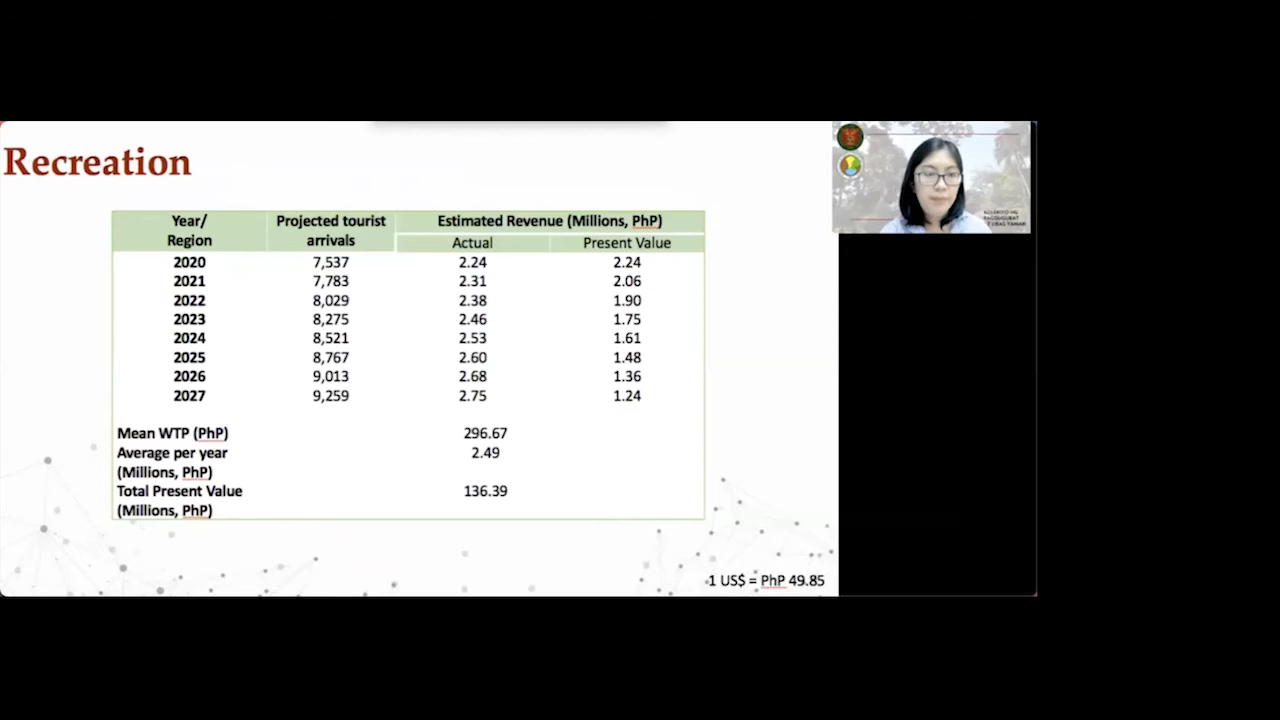 Recreation
Year/ Region Projected tourist arrivals Estimated Revenue (Millions, PhP)
Actual Present Value
2020 7,537 2.24 2.24
2021 7,783 2.31 2.06
2022 8,029 2.38 1.90
2023 8,275 2.46 1.75
2024 8,521 2.53 1.61
2025 8,767 2.60 1.48
2026 9,013 2.68 1.36
2027 9,259 2.75 1.24
Mean WTP (PhP) 296.67
Average per year 2.49
(Millions, PhP)
Total Present Value 136.39
(Millions, PhP)
1 US$ = PhP 49.85